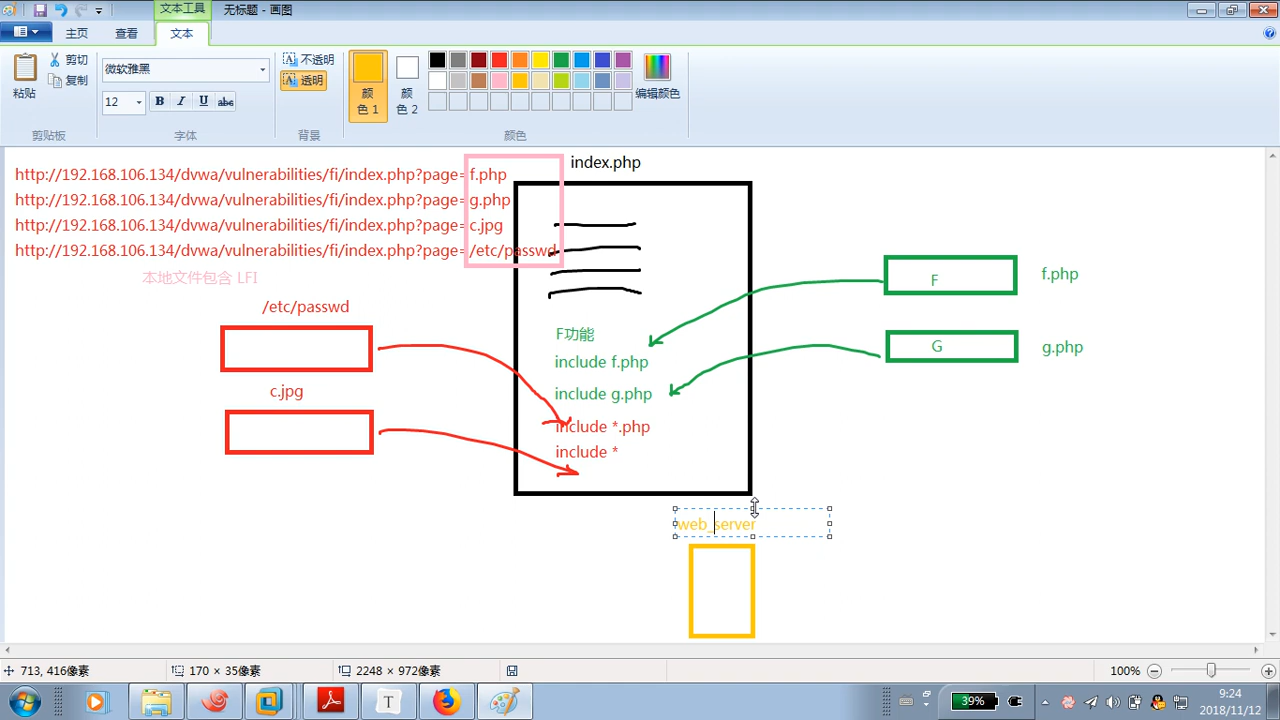 文本工具
无标题 - 画图
主页
查看
文本
粘贴
剪切
复制
剪贴板
微软雅黑
12
B I U abc
字体
不透明
透明
背景
颜色 1
颜色 2
编辑颜色
颜色
http://192.168.106.134/dvwa/vulnerabilities/fi/index.php?page=f.php
http://192.168.106.134/dvwa/vulnerabilities/fi/index.php?page=g.php
http://192.168.106.134/dvwa/vulnerabilities/fi/index.php?page=c.jpg
http://192.168.106.134/dvwa/vulnerabilities/fi/index.php?page=/etc/passwd
本地文件包含 LFI
/etc/passwd
c.jpg
index.php
F功能
include f.php
include g.php
include *.php
include *
F
f.php
G
g.php
web_server
713, 416像素
170 × 35像素
2248 × 972像素
100%
39%
9:24
2018/11/12